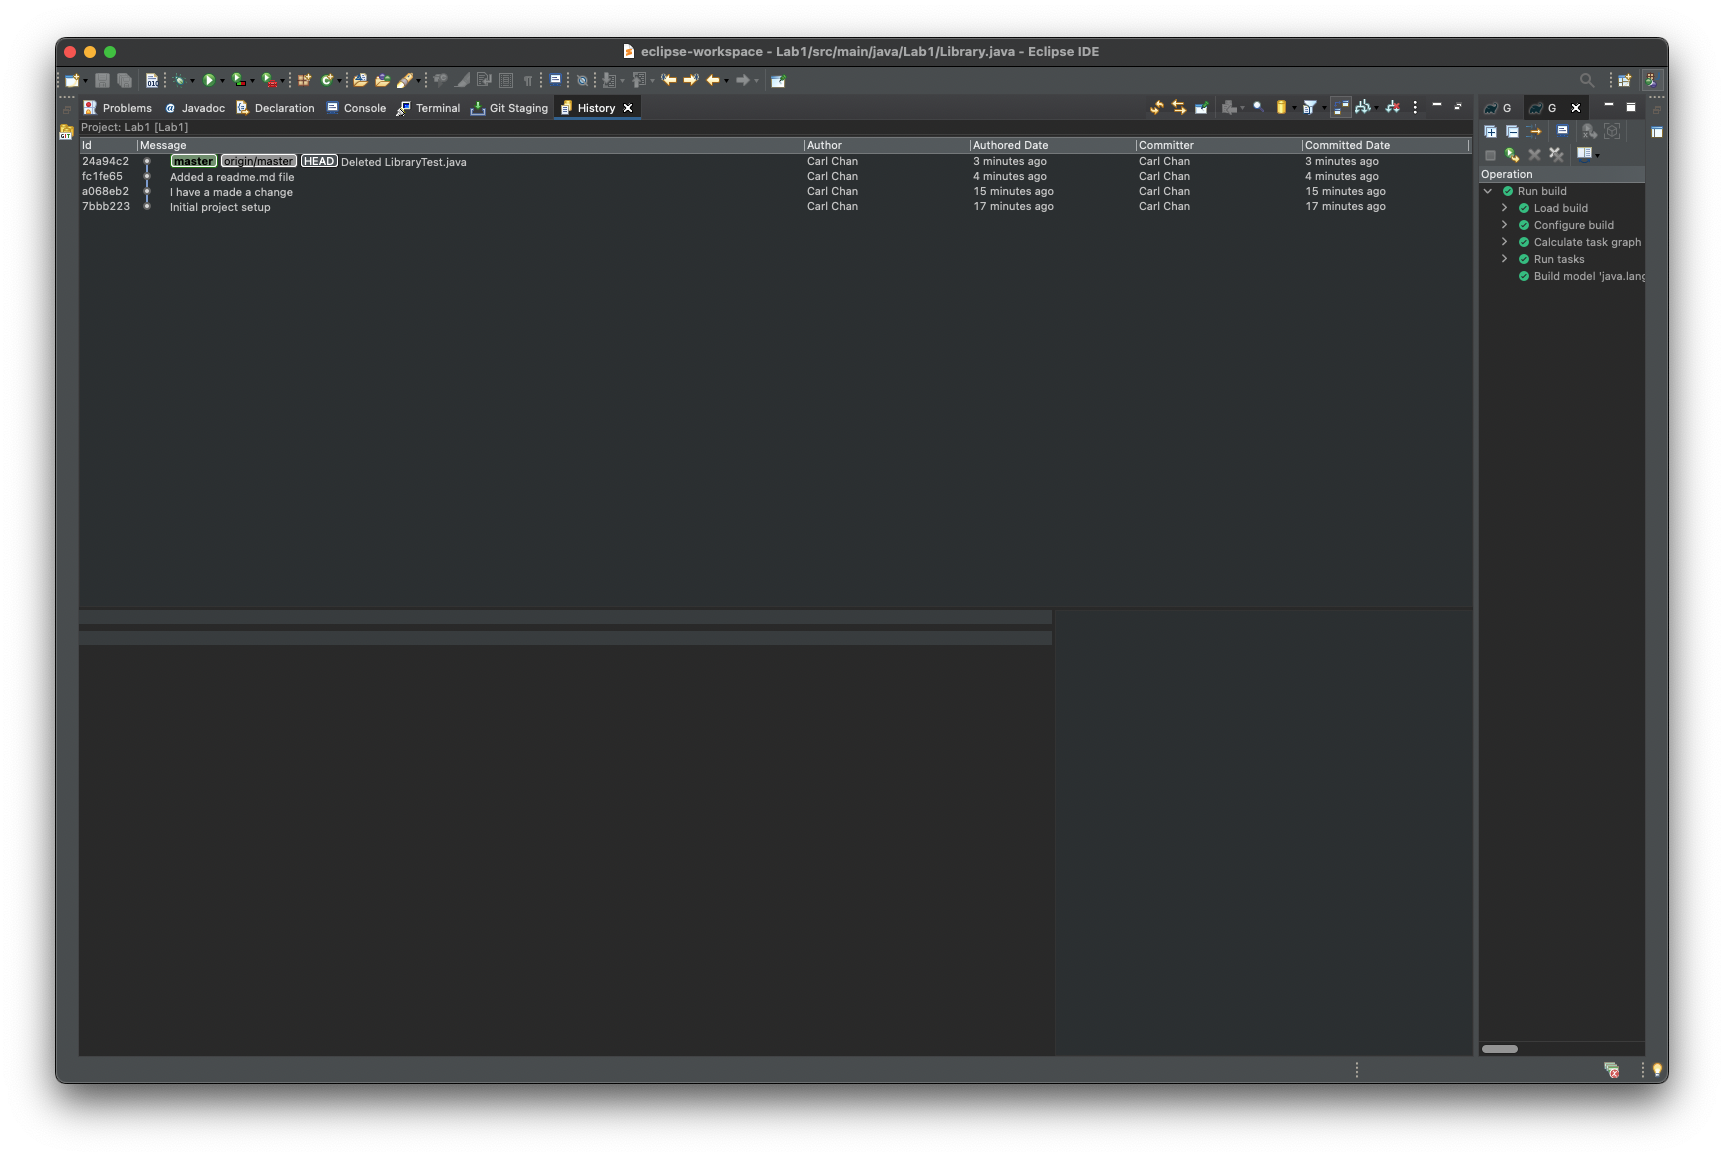 eclipse-workspace - Lab1/src/main/java/Lab1/Library.java - Eclipse IDE
Problems Javadoc Declaration Console Terminal Git Staging History
G G
Project: Lab1 [Lab1]
Id Message Author Authored Date Committer Committed Date
24a94c2 master origin/master HEAD Deleted LibraryTest.java Carl Chan 3 minutes ago Carl Chan 3 minutes ago
fc1fe65 Added a readme.md file Carl Chan 4 minutes ago Carl Chan 4 minutes ago
a068eb2 I have a made a change Carl Chan 15 minutes ago Carl Chan 15 minutes ago
7bbb223 Initial project setup Carl Chan 17 minutes ago Carl Chan 17 minutes ago
Operation
Run build
Load build
Configure build
Calculate task graph
Run tasks
Build model 'java.lang